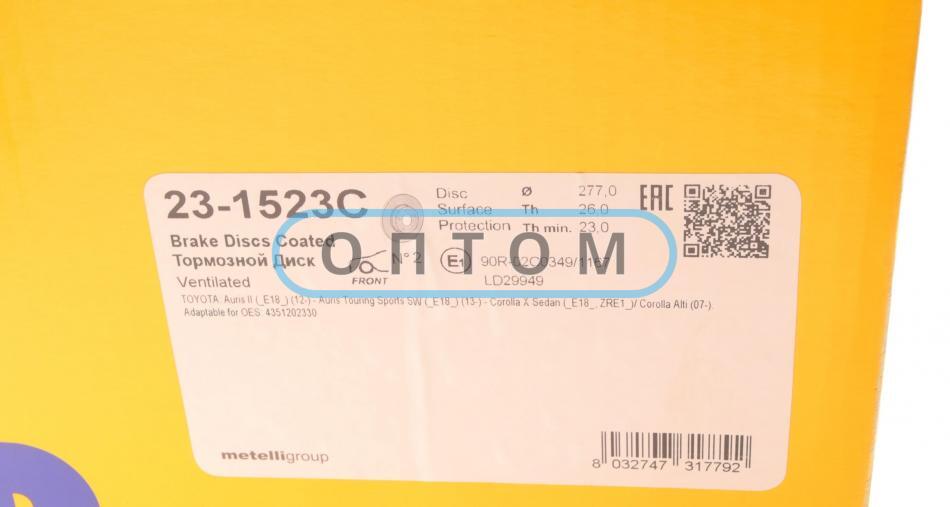 23-1523C
Disc Ø 277,0
Surface Th 26,0
Protection Th min. 23,0
EAC
Brake Discs Coated
Тормозной Диск
Ventilated
FRONT
N° 2
E1
90R-02C0349/1167
LD29949
ОПТОМ
TOYOTA: Auris II (_E18_) (12-) - Auris Touring Sports SW (_E18_) (13-) - Corolla X Sedan (_E18_, ZRE1_)/ Corolla Alti (07-).
Adaptable for OES: 4351202330
metelligroup
8 032747 317792